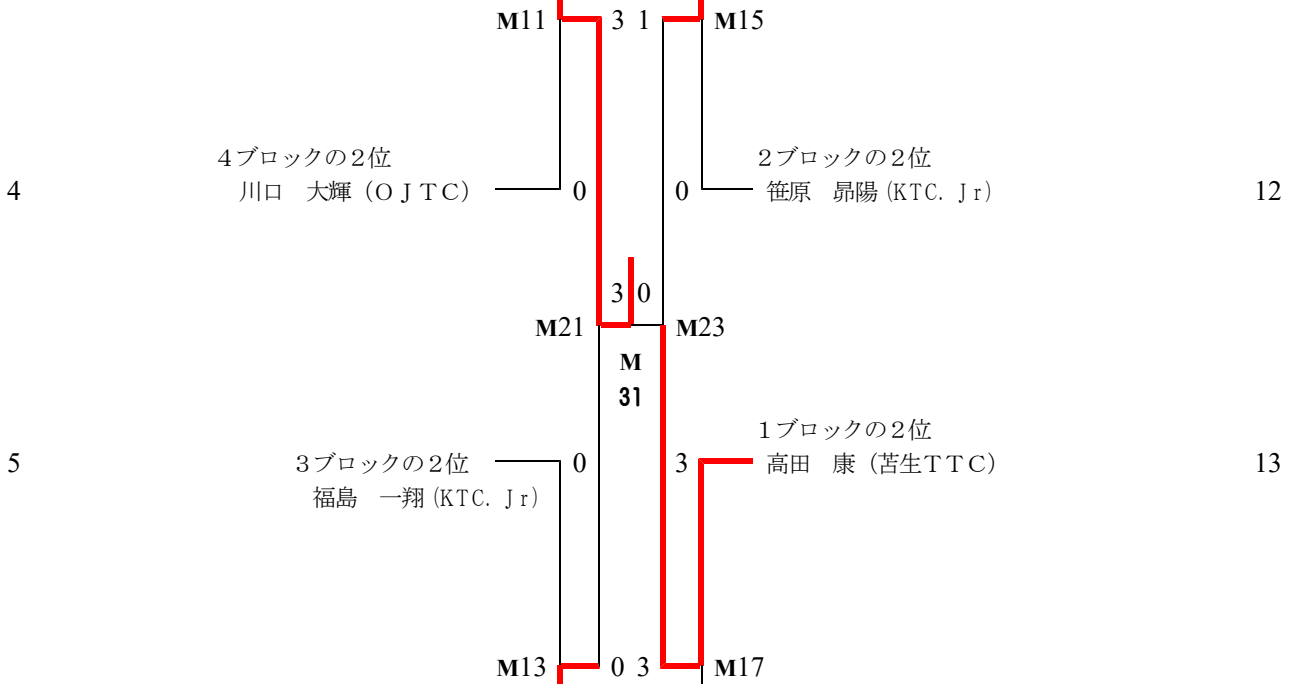 M11 3 1 M15
4ブロックの2位 2ブロックの2位
4 川口 大輝(OJTC) 0 0 笹原 昴陽(KTC. Jr) 12
3 0
M21 M23
M
31
1ブロックの2位
5 3ブロックの2位 0 3 高田 康(苫生TTC) 13
福島 一翔(KTC. Jr)
M13 0 3 M17